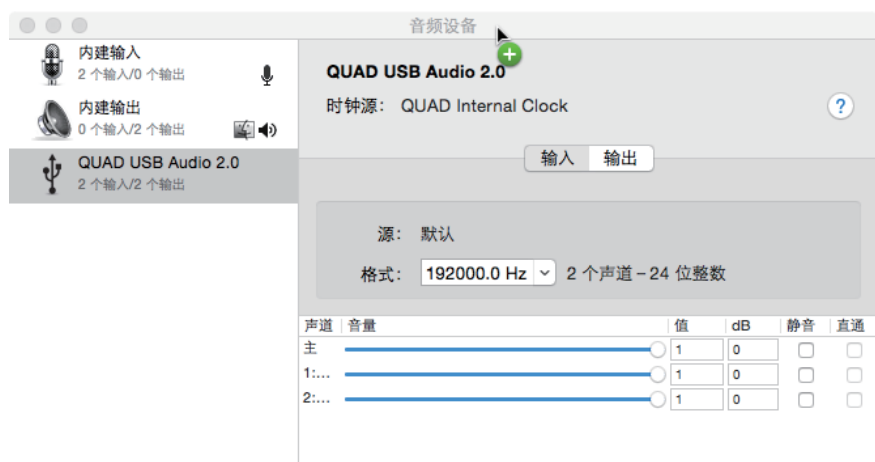 音频设备
内建输入
2 个输入/0 个输出
内建输出
0 个输入/2 个输出
QUAD USB Audio 2.0
2 个输入/2 个输出
QUAD USB Audio 2.0
时钟源： QUAD Internal Clock
?
输入 输出
源： 默认
格式： 192000.0 Hz 2 个声道 – 24 位整数
声道 音量 值 dB 静音 直通
主 1 0
1:... 1 0
2:... 1 0